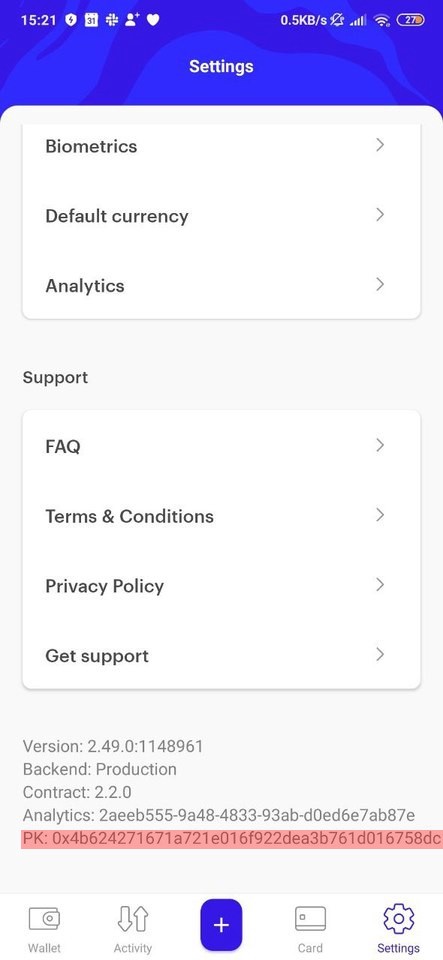 15:21 31 0.5KB/s 27
Settings
Biometrics
Default currency
Analytics
Support
FAQ
Terms & Conditions
Privacy Policy
Get support
Version: 2.49.0:1148961
Backend: Production
Contract: 2.2.0
Analytics: 2aeeb555-9a48-4833-93ab-d0ed6e7ab87e
PK: 0x4b624271671a721e016f922dea3b761d016758dc
Wallet Activity + Card Settings